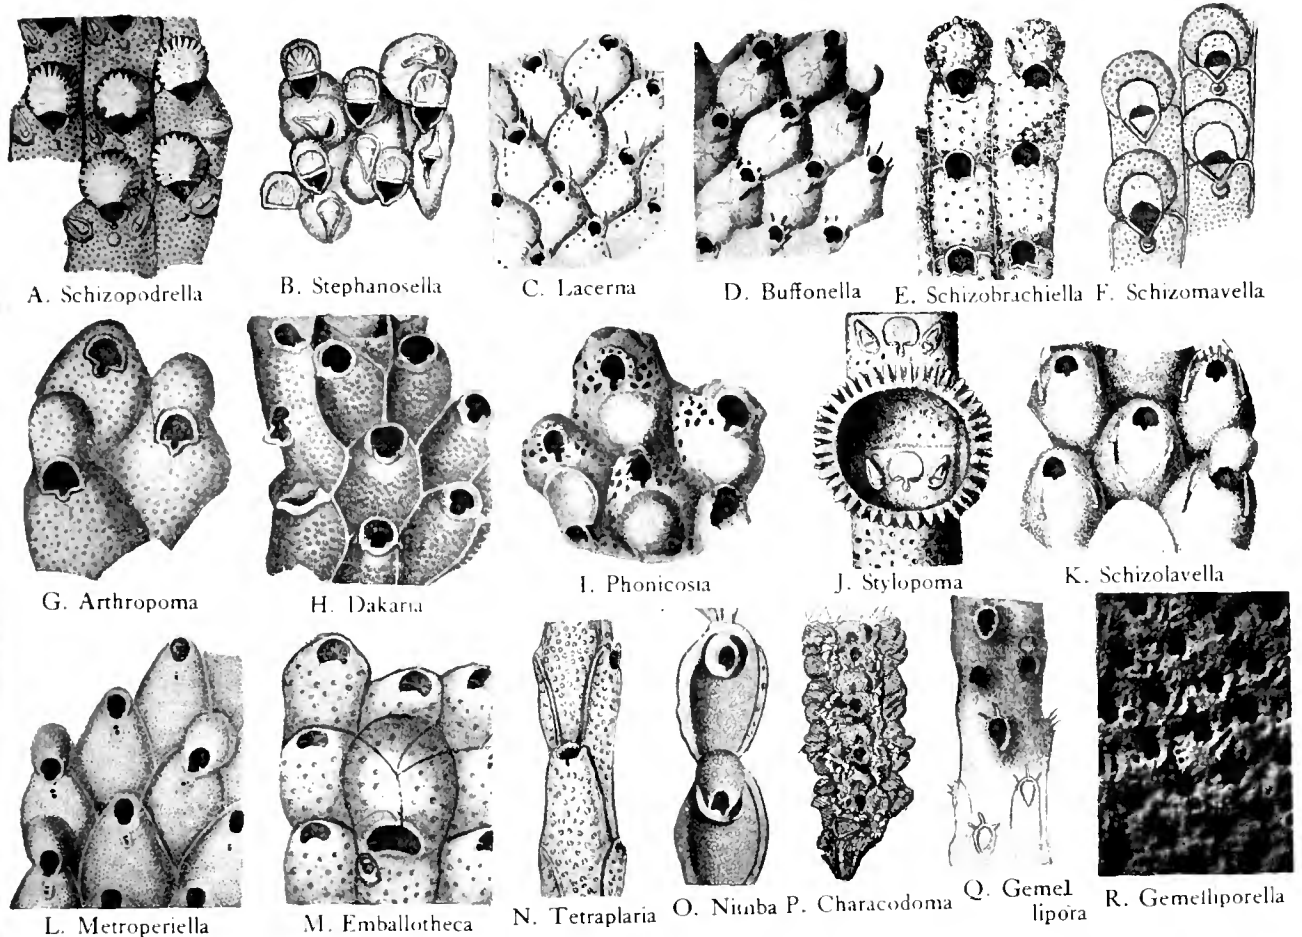 A. Schizopodrella
B. Stephanosella
C. Lacerna
D. Buffonella
E. Schizobrachiella
F. Schizomavella
G. Arthropoma
H. Dakaria
I. Phonicosia
J. Stylopoma
K. Schizolavella
L. Metroperiella
M. Emballotheca
N. Tetraplaria
O. Nimba
P. Characodoma
Q. Gemel
lipora
R. Gemelliporella